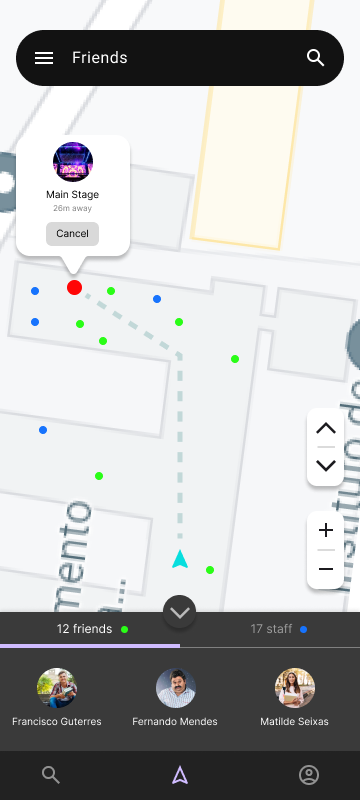 Friends
Main Stage
26m away
Cancel
mento
12 friends
17 staff
Francisco Guterres
Fernando Mendes
Matilde Seixas